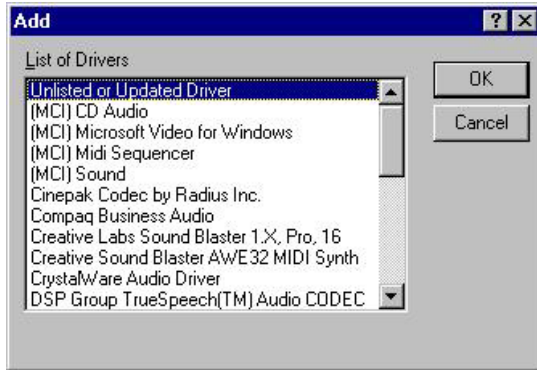 Add
List of Drivers
Unlisted or Updated Driver
(MCI) CD Audio
(MCI) Microsoft Video for Windows
(MCI) Midi Sequencer
(MCI) Sound
Cinepak Codec by Radius Inc.
Compaq Business Audio
Creative Labs Sound Blaster 1.X, Pro, 16
Creative Sound Blaster AWE32 MIDI Synth
CrystalWare Audio Driver
DSP Group TrueSpeech(TM) Audio CODEC
OK
Cancel